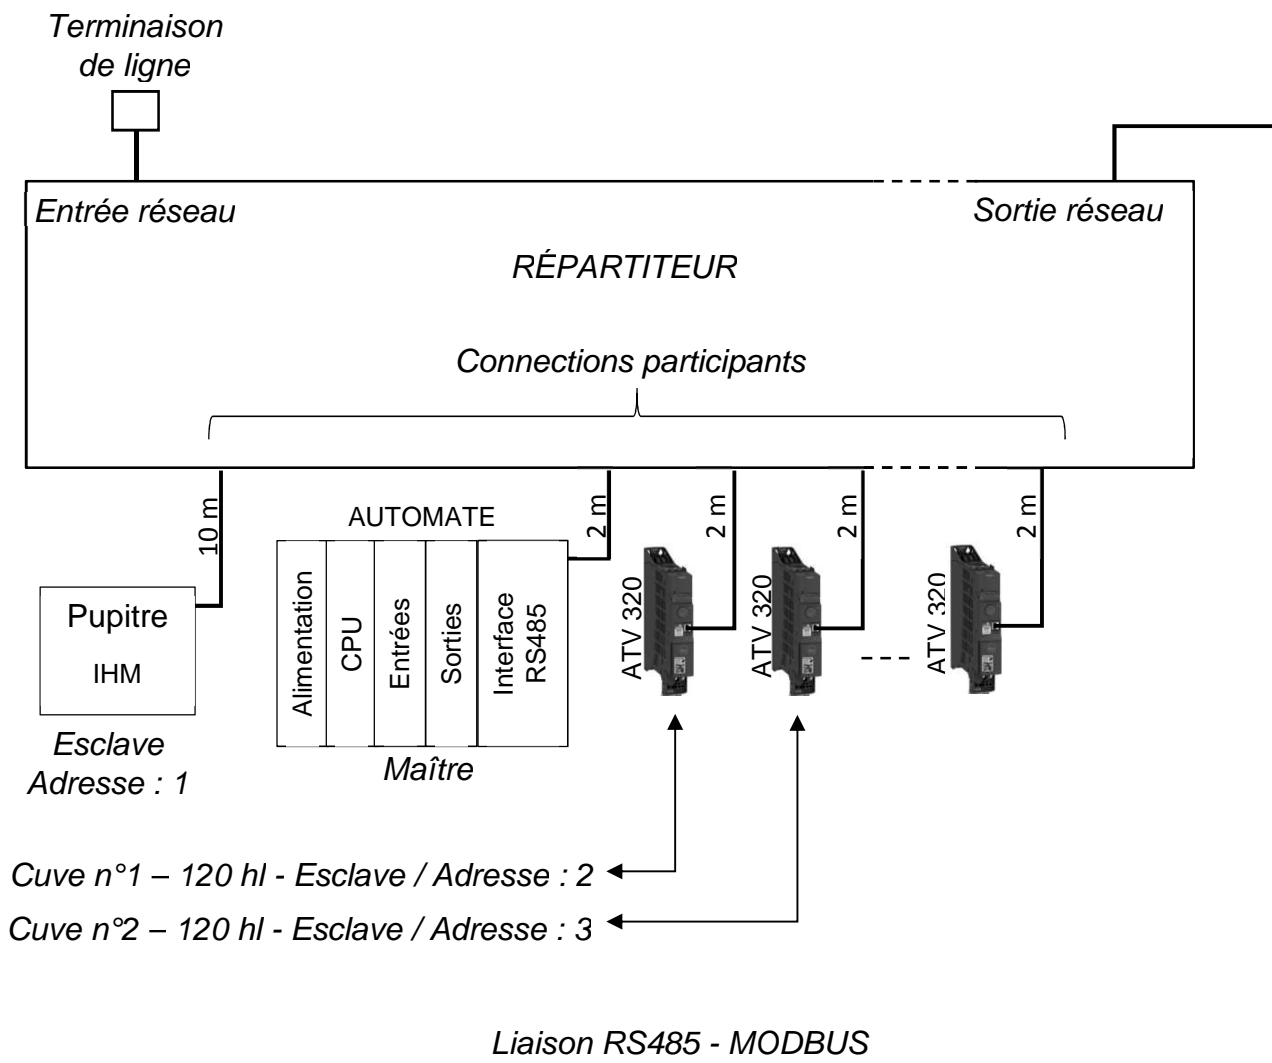 Terminaison
de ligne
Entrée réseau
Sortie réseau
RÉPARTITEUR
Connections participants
10 m
2 m
2 m
2 m
2 m
AUTOMATE
Alimentation
CPU
Entrées
Sorties
Interface
RS485
ATV 320
ATV 320
ATV 320
Pupitre
IHM
Esclave
Adresse : 1
Maître
Cuve n°1 – 120 hl - Esclave / Adresse : 2
Cuve n°2 – 120 hl - Esclave / Adresse : 3
Liaison RS485 - MODBUS